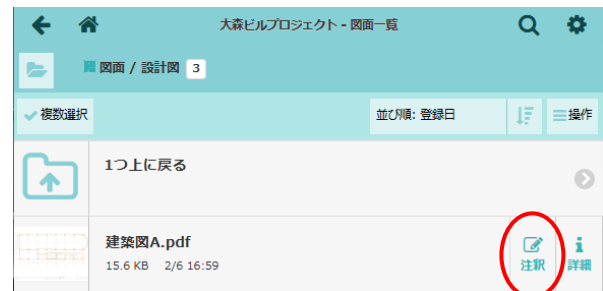 大森ビルプロジェクト - 図面一覧
図面 / 設計図 3
複数選択 並び順: 登録日 操作
1つ上に戻る
建築図A.pdf
15.6 KB 2/6 16:59
注釈 詳細